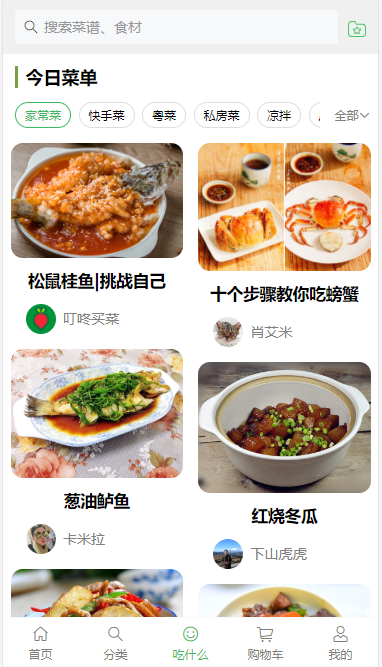 搜索菜谱、食材
今日菜单
家常菜 快手菜 粤菜 私房菜 凉拌 全部
松鼠桂鱼|挑战自己
叮咚买菜
十个步骤教你吃螃蟹
肖艾米
葱油鲈鱼
卡米拉
红烧冬瓜
下山虎虎
首页 分类 吃什么 购物车 我的